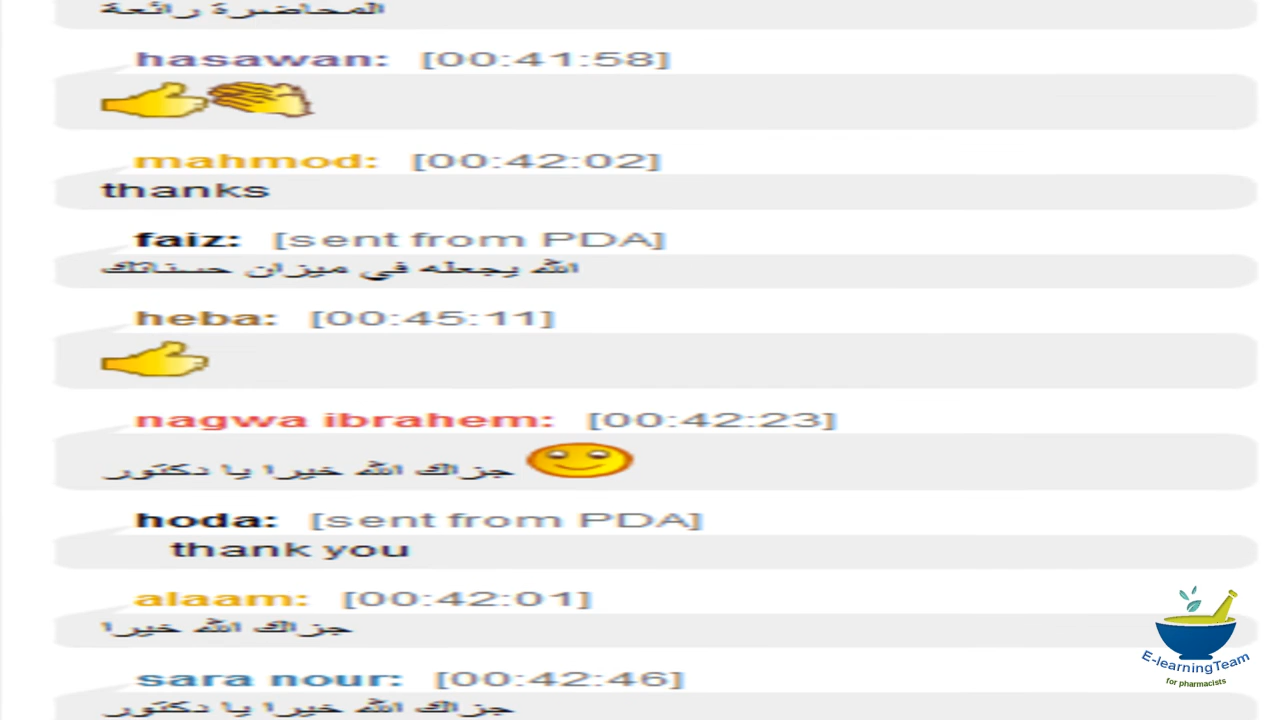 المحاضرة رائعة
hasawan: [00:41:58]
mahmod: [00:42:02]
thanks
faiz: [sent from PDA]
الله يجعله في ميزان حسناتك
heba: [00:45:11]
nagwa ibrahem: [00:42:23]
جزاك الله خيرا يا دكتور
hoda: [sent from PDA]
thank you
alaam: [00:42:01]
جزاك الله خيرا
sara nour: [00:42:46]
جزاك الله خيرا يا دكتور
E-learningTeam
for pharmacists